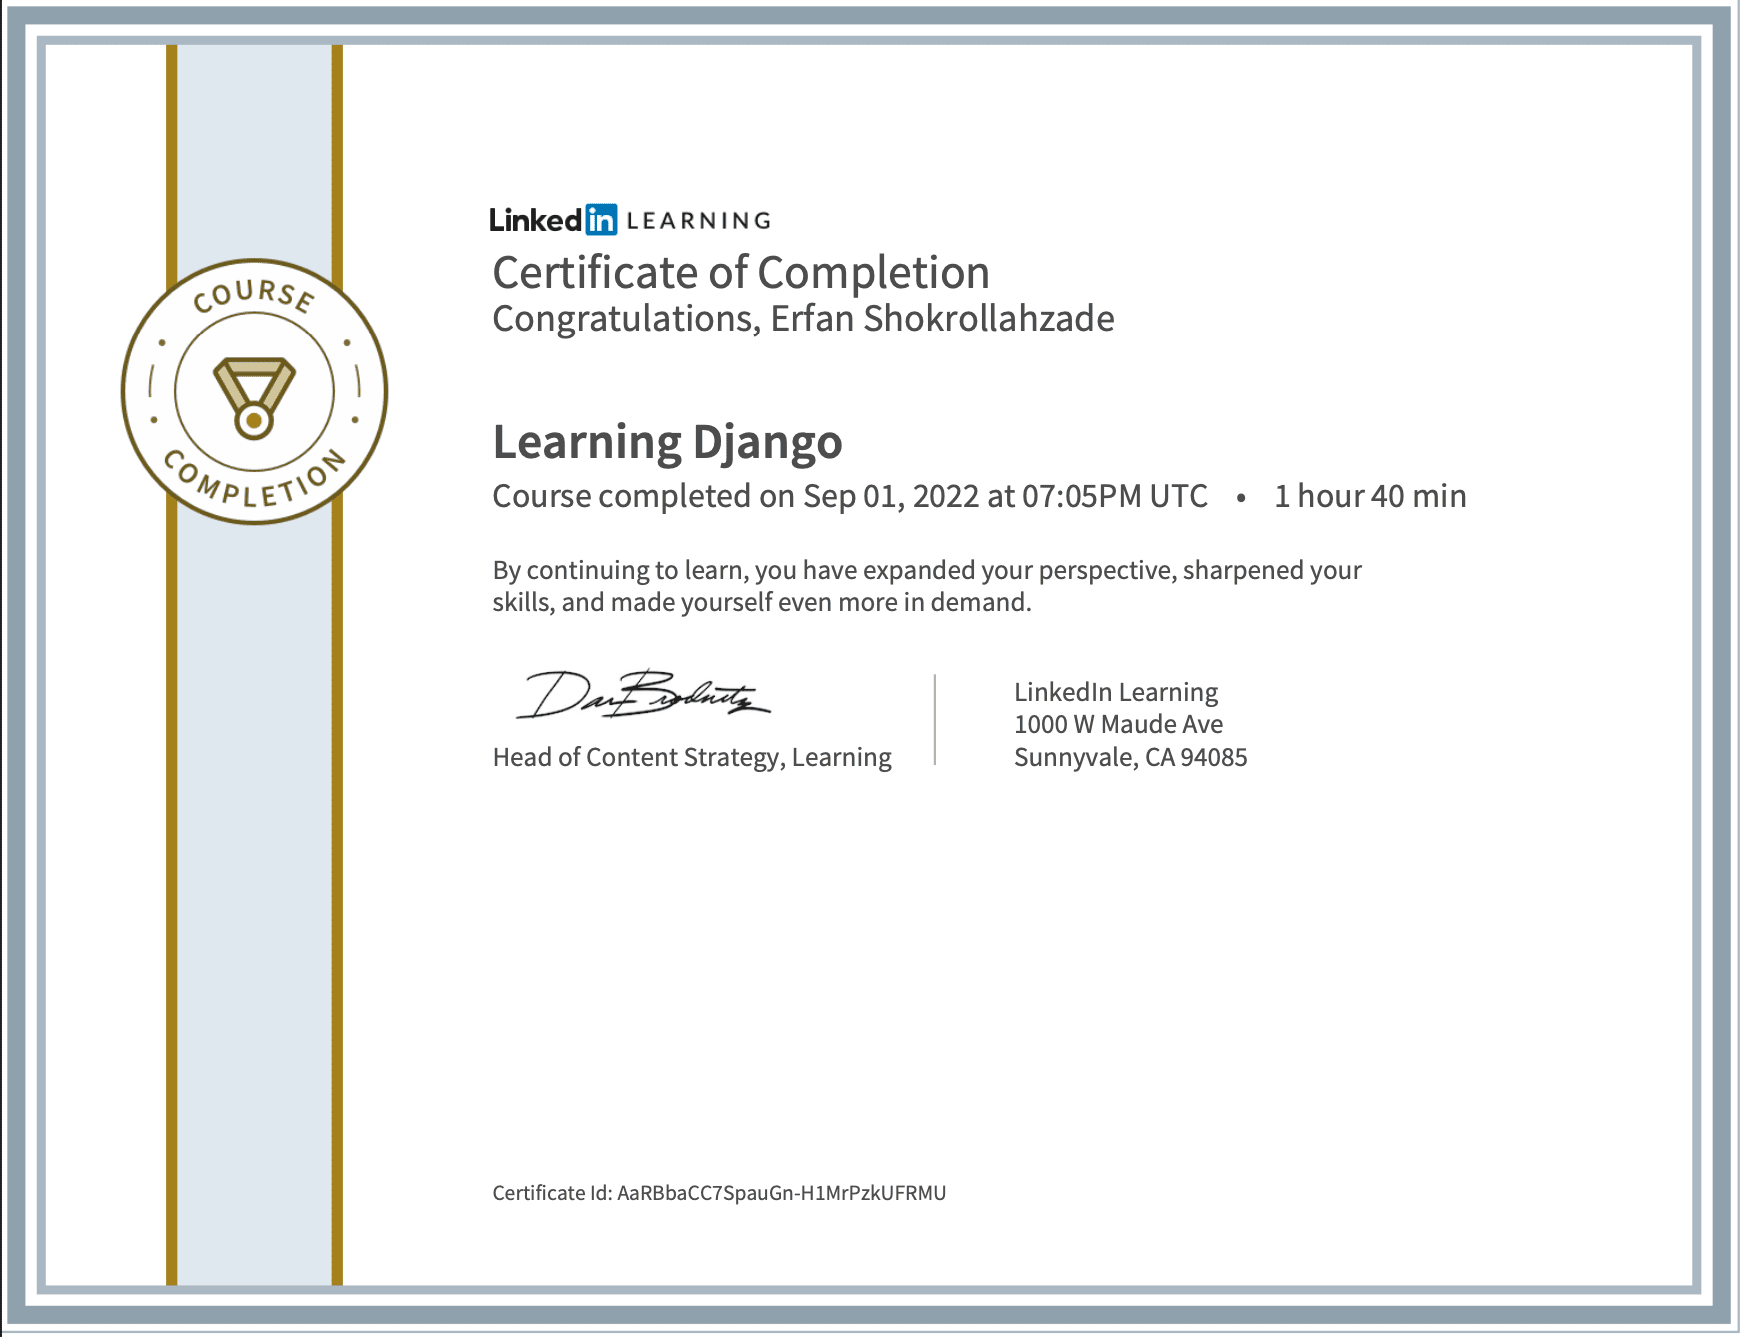 COURSE
COMPLETION
Linked in LEARNING
Certificate of Completion
Congratulations, Erfan Shokrollahzade
Learning Django
Course completed on Sep 01, 2022 at 07:05PM UTC • 1 hour 40 min
By continuing to learn, you have expanded your perspective, sharpened your
skills, and made yourself even more in demand.
Dan Brodnitz
Head of Content Strategy, Learning
LinkedIn Learning
1000 W Maude Ave
Sunnyvale, CA 94085
Certificate Id: AaRBbaCC7SpauGn-H1MrPzkUFRMU